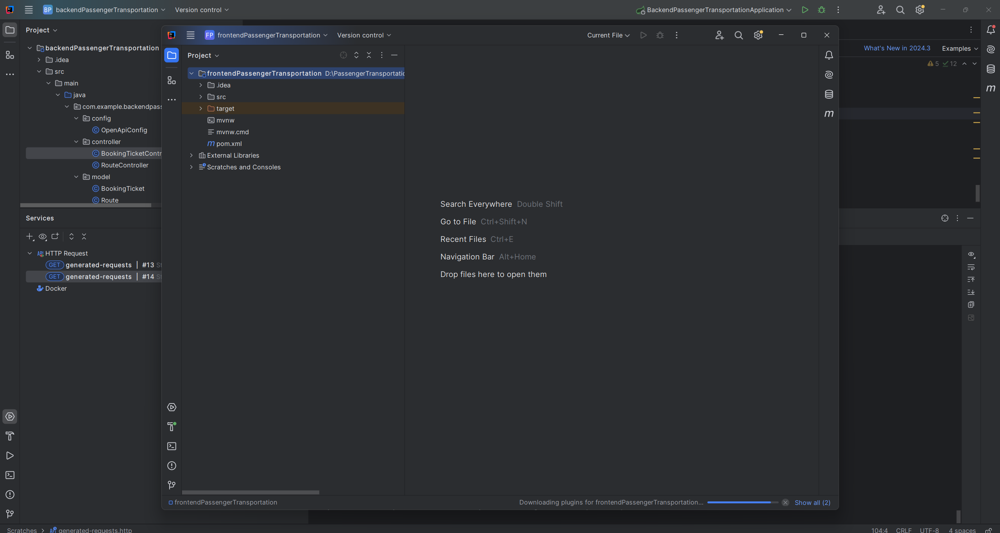 BP backendPassengerTransportation Version control BackendPassengerTransportationApplication
Project
backendPassengerTransportation
.idea
src
main
java
com.example.backendpass
config
OpenApiConfig
controller
BookingTicketContr
RouteController
model
BookingTicket
Route
Services
HTTP Request
GET generated-requests | #13 St
GET generated-requests | #14 St
Docker
FP frontendPassengerTransportation Version control Current File
Project
frontendPassengerTransportation D:\PassengerTransportatio
.idea
src
target
mvnw
mvnw.cmd
m pom.xml
External Libraries
Scratches and Consoles
Search Everywhere Double Shift
Go to File Ctrl+Shift+N
Recent Files Ctrl+E
Navigation Bar Alt+Home
Drop files here to open them
m
frontendPassengerTransportation Downloading plugins for frontendPassengerTransportation... Show all (2)
What's New in 2024.3 Examples
5 12
m
Scratches > generated-requests.http 104:4 CRLF UTF-8 4 spaces